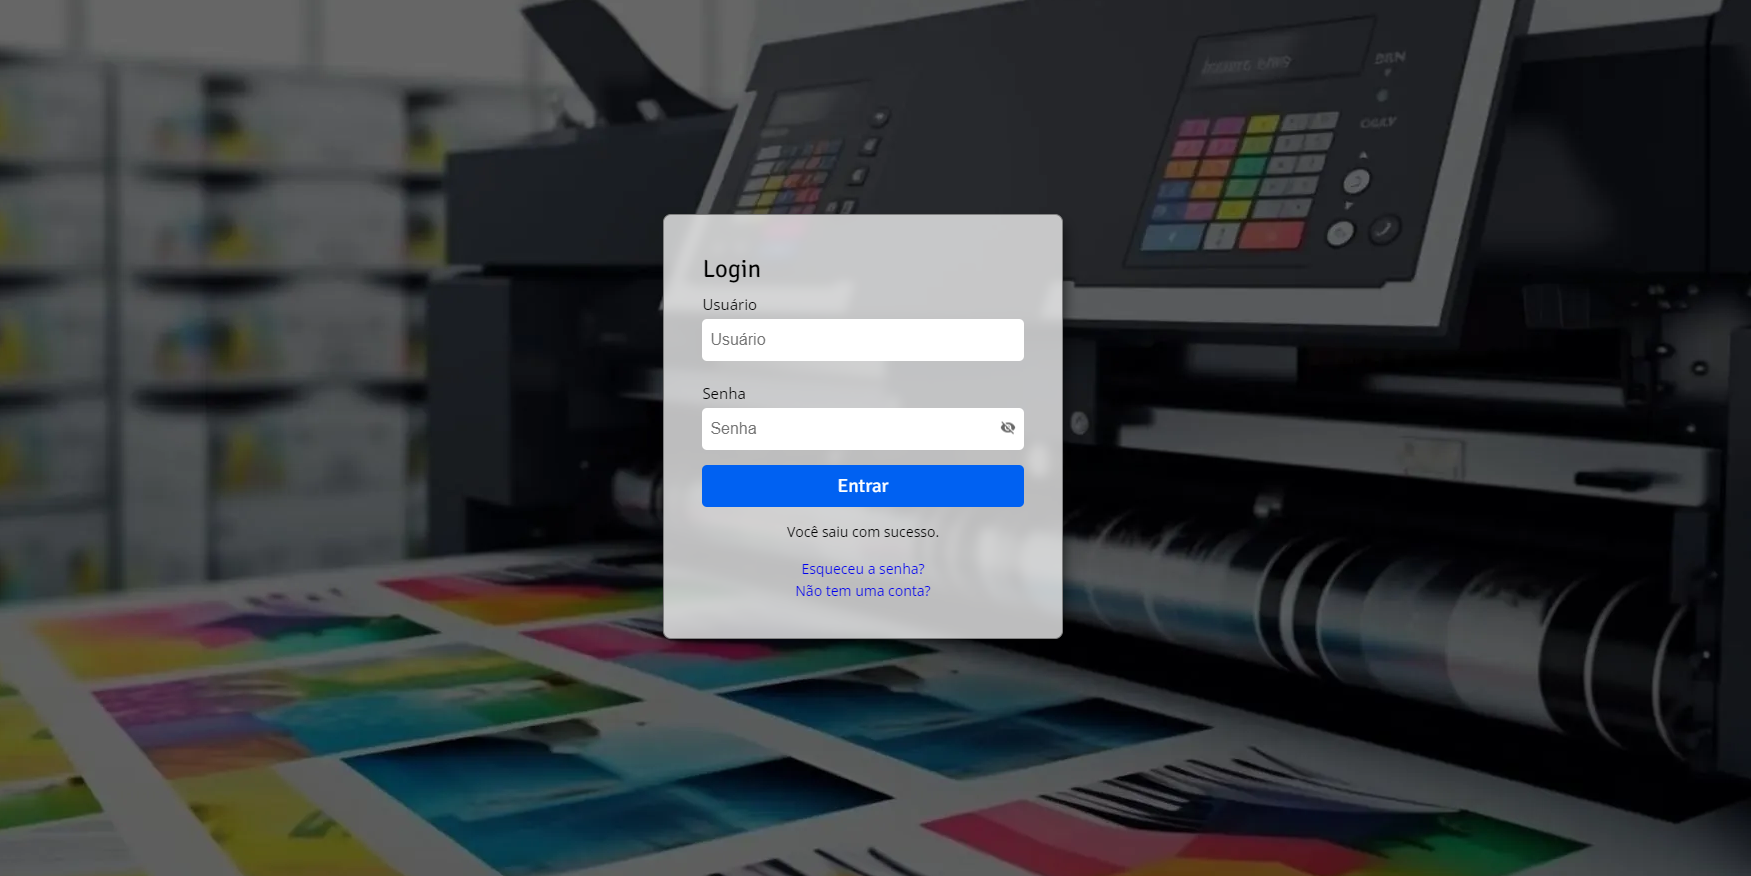 Login
Usuário
Usuário
Senha
Senha
Entrar
Você saiu com sucesso.
Esqueceu a senha?
Não tem uma conta?